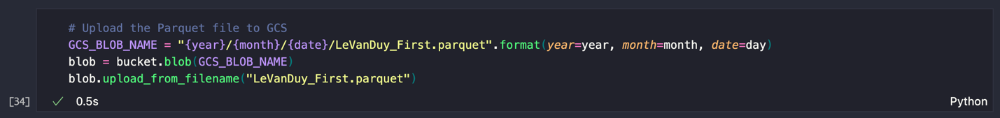 # Upload the Parquet file to GCS
GCS_BLOB_NAME = "{year}/{month}/{date}/LeVanDuy_First.parquet".format(year=year, month=month, date=day)
blob = bucket.blob(GCS_BLOB_NAME)
blob.upload_from_filename("LeVanDuy_First.parquet")
[34] ✓ 0.5s Python